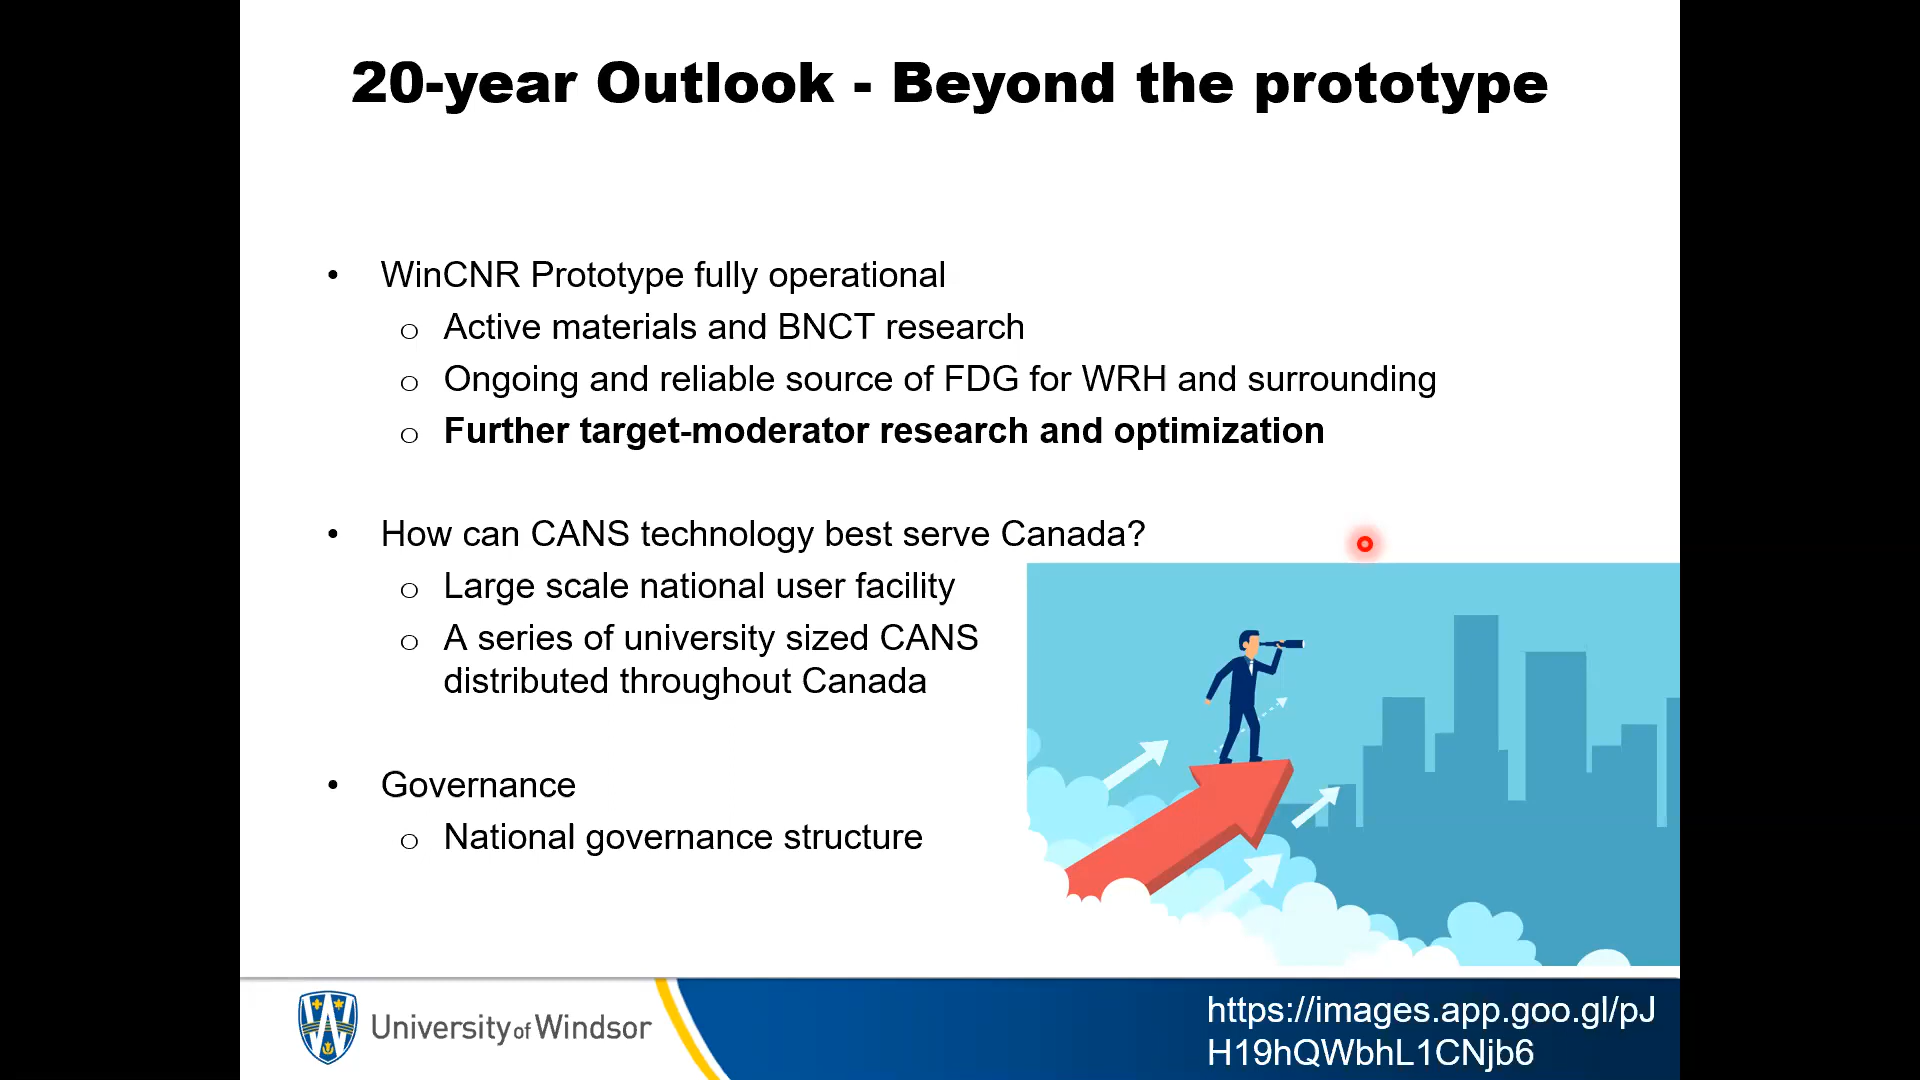 20-year Outlook - Beyond the prototype
• WinCNR Prototype fully operational
o Active materials and BNCT research
o Ongoing and reliable source of FDG for WRH and surrounding
o Further target-moderator research and optimization
• How can CANS technology best serve Canada?
o Large scale national user facility
o A series of university sized CANS
distributed throughout Canada
• Governance
o National governance structure
University of Windsor
https://images.app.goo.gl/pJ
H19hQWbhL1CNjb6